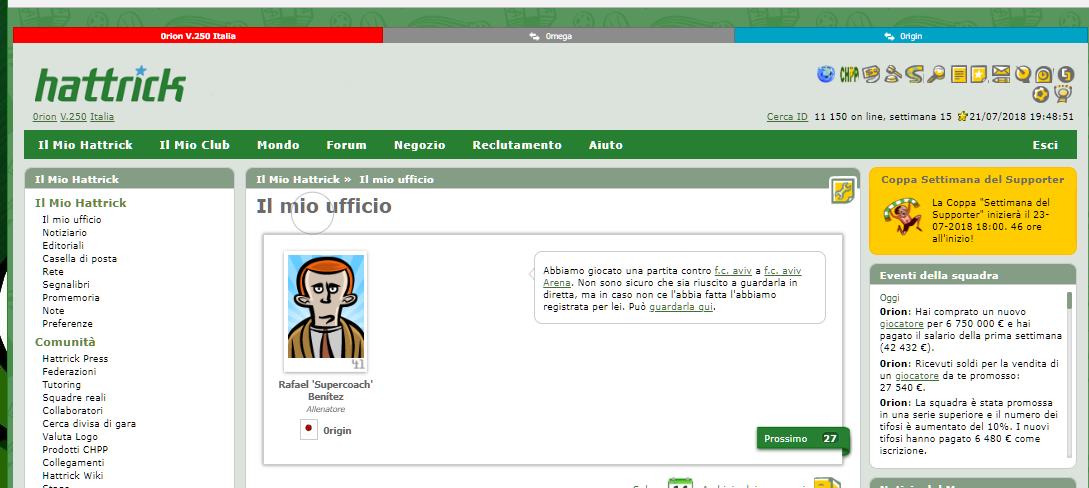 Orion V.250 Italia
Omega
Origin
hattrick
Orion V.250 Italia
Cerca ID 11 150 on line, settimana 15 21/07/2018 19:48:51
Il Mio Hattrick Il Mio Club Mondo Forum Negozio Reclutamento Aiuto Esci
Il Mio Hattrick
Il Mio Hattrick
Il mio ufficio
Notiziario
Editoriali
Casella di posta
Rete
Segnalibri
Promemoria
Note
Preferenze
Comunità
Hattrick Press
Federazioni
Tutoring
Squadre reali
Collaboratori
Cerca divisa di gara
Valuta Logo
Prodotti CHPP
Collegamenti
Hattrick Wiki
Il Mio Hattrick » Il mio ufficio
Il mio ufficio
Abbiamo giocato una partita contro f.c. aviv a f.c. aviv
Arena. Non sono sicuro che sia riuscito a guardarla in
diretta, ma in caso non ce l'abbia fatta l'abbiamo
registrata per lei. Può guardarla qui.
41
Rafael 'Supercoach'
Benítez
Allenatore
Origin
Prossimo 27
CHPP
Coppa Settimana del Supporter
La Coppa "Settimana del
Supporter" inizierà il 23-
07-2018 18:00. 46 ore
all'inizio!
Eventi della squadra
Oggi
Orion: Hai comprato un nuovo
giocatore per 6 750 000 € e hai
pagato il salario della prima settimana
(42 432 €).
Orion: Ricevuti soldi per la vendita di
un giocatore da te promosso:
27 540 €.
Orion: La squadra è stata promossa
in una serie superiore e il numero dei
tifosi è aumentato del 10%. I nuovi
tifosi hanno pagato 6 480 € come
iscrizione.